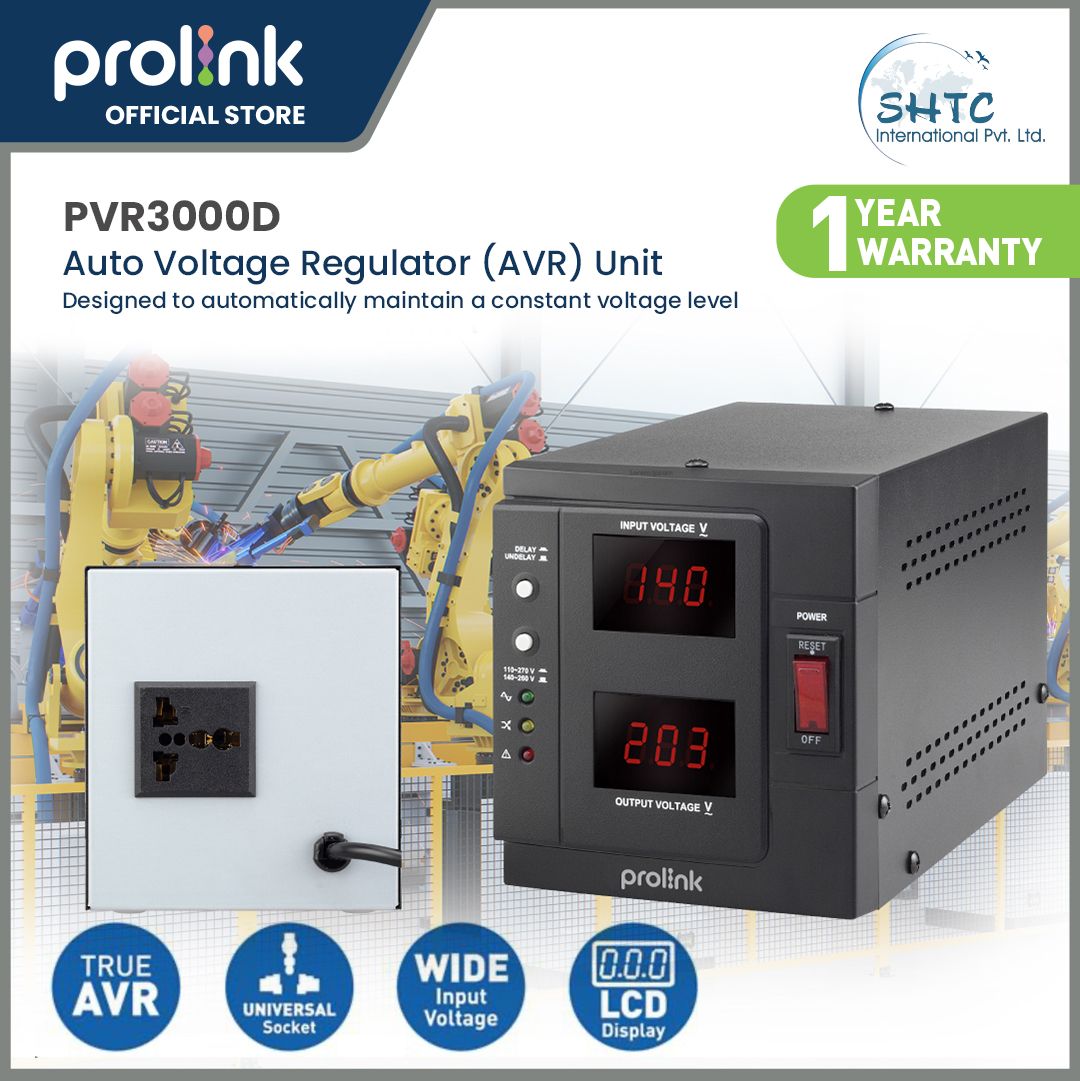 prolink
OFFICIAL STORE
SHTC
International Pvt. Ltd.
PVR3000D
Auto Voltage Regulator (AVR) Unit
Designed to automatically maintain a constant voltage level
1 YEAR
WARRANTY
CAUTION
INPUT VOLTAGE V
DELAY
UNDELAY
140
POWER
RESET
110~270 V
140~260 V
OFF
203
OUTPUT VOLTAGE V
prolink
TRUE
AVR
UNIVERSAL
Socket
WIDE
Input
Voltage
0.0.0
LCD
Display